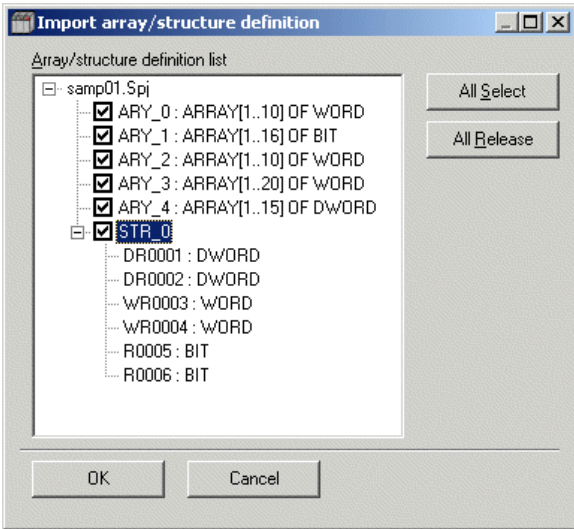 Import array/structure definition
Array/structure definition list
samp01.Spj
ARY_0 : ARRAY[1..10] OF WORD
ARY_1 : ARRAY[1..16] OF BIT
ARY_2 : ARRAY[1..10] OF WORD
ARY_3 : ARRAY[1..20] OF WORD
ARY_4 : ARRAY[1..15] OF DWORD
STR_0
DR0001 : DWORD
DR0002 : DWORD
WR0003 : WORD
WR0004 : WORD
R0005 : BIT
R0006 : BIT
All Select
All Release
OK
Cancel